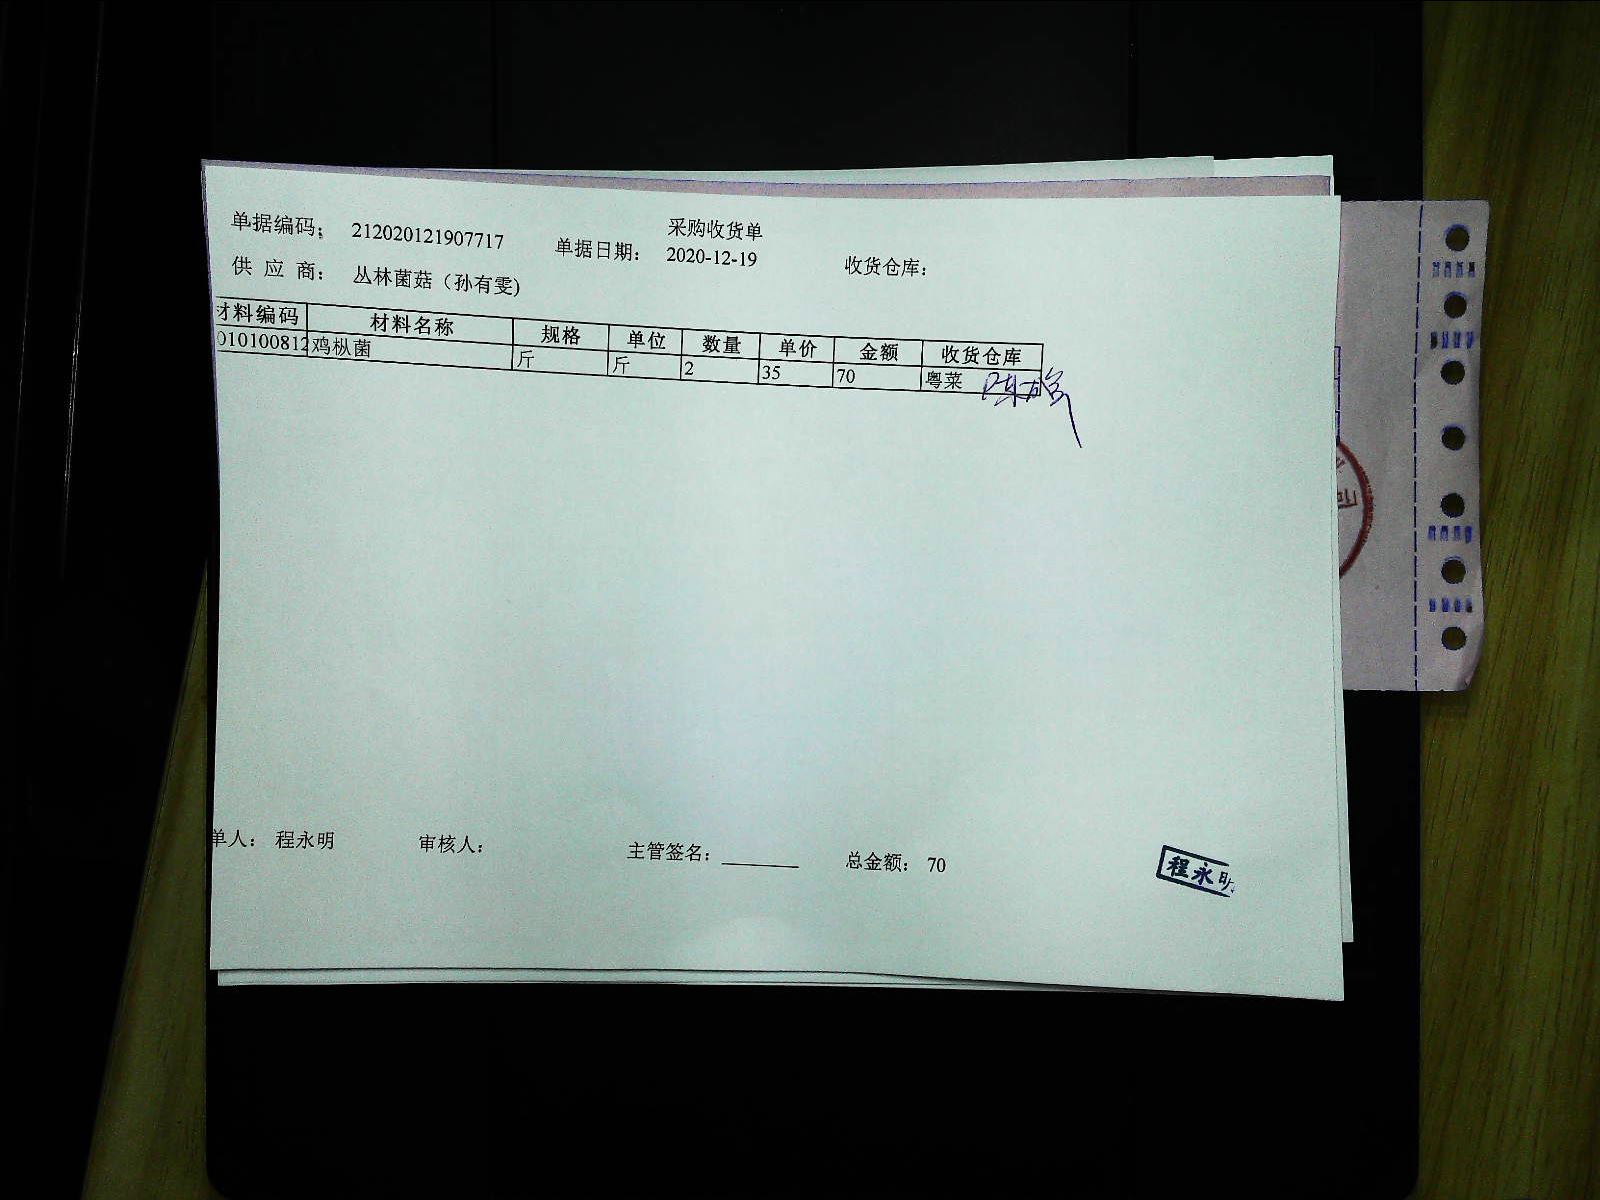 采购收货单
单据编码: 212020121907717 单据日期: 2020-12-19 收货仓库:
供 应 商: 丛林菌菇（孙有雯)
材料编码 材料名称 规格 单位 数量 单价 金额 收货仓库
010100812 鸡枞菌 斤 斤 2 35 70 粤菜
单人: 程永明 审核人: 主管签名: ________ 总金额: 70
程永明